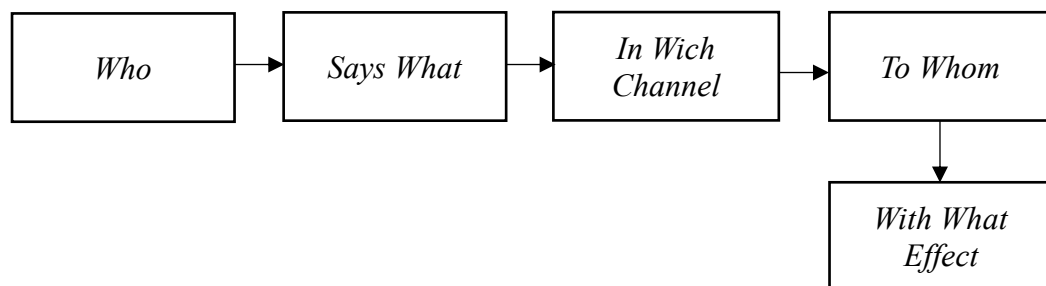 Who
Says What
In Wich
Channel
To Whom
With What
Effect